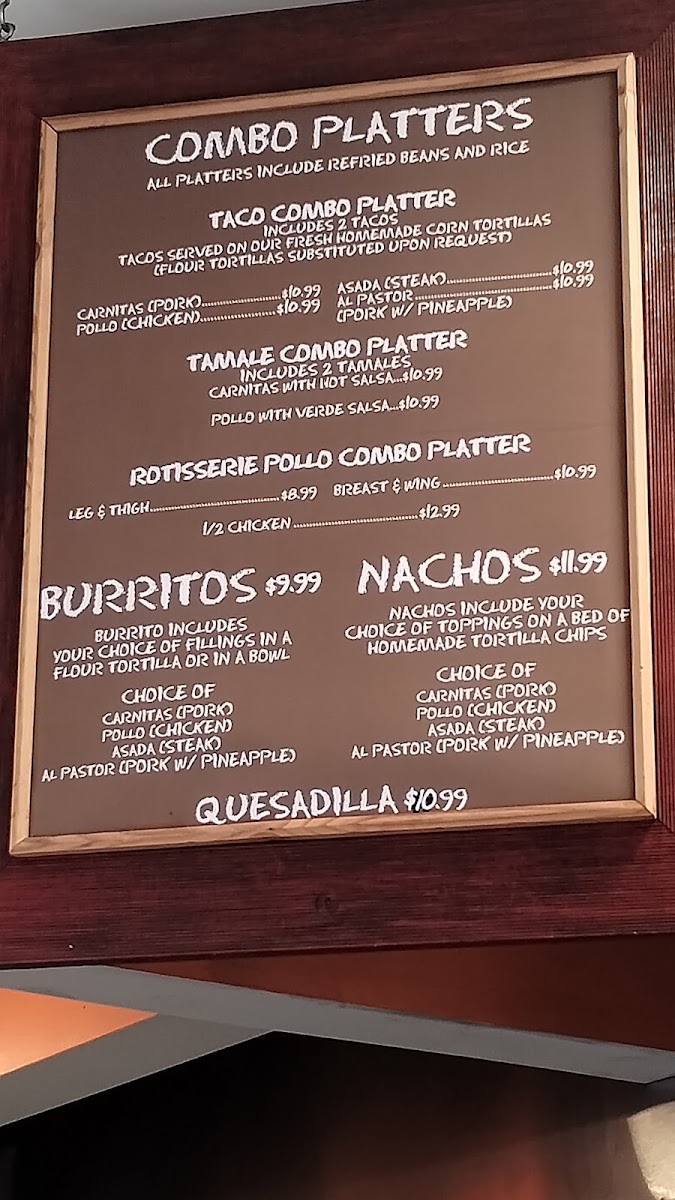 COMBO PLATTERS
ALL PLATTERS INCLUDE REFRIED BEANS AND RICE
TACO COMBO PLATTER
INCLUDES 2 TACOS
TACOS SERVED ON OUR FRESH HOMEMADE CORN TORTILLAS
(FLOUR TORTILLAS SUBSTITUTED UPON REQUEST)
CARNITAS (PORK)........................$10.99
POLLO (CHICKEN).......................$10.99
ASADA (STEAK)..............................$10.99
AL PASTOR.......................................$10.99
(PORK W/ PINEAPPLE)
TAMALE COMBO PLATTER
INCLUDES 2 TAMALES
CARNITAS WITH HOT SALSA...$10.99
POLLO WITH VERDE SALSA...$10.99
ROTISSERIE POLLO COMBO PLATTER
LEG & THIGH.....................................$8.99 BREAST & WING................................$10.99
1/2 CHICKEN.....................................$12.99
BURRITOS $9.99
BURRITO INCLUDES
YOUR CHOICE OF FILLINGS IN A
FLOUR TORTILLA OR IN A BOWL
CHOICE OF
CARNITAS (PORK)
POLLO (CHICKEN)
ASADA (STEAK)
AL PASTOR (PORK W/ PINEAPPLE)
NACHOS $11.99
NACHOS INCLUDE YOUR
CHOICE OF TOPPINGS ON A BED OF
HOMEMADE TORTILLA CHIPS
CHOICE OF
CARNITAS (PORK)
POLLO (CHICKEN)
ASADA (STEAK)
AL PASTOR (PORK W/ PINEAPPLE)
QUESADILLA $10.99